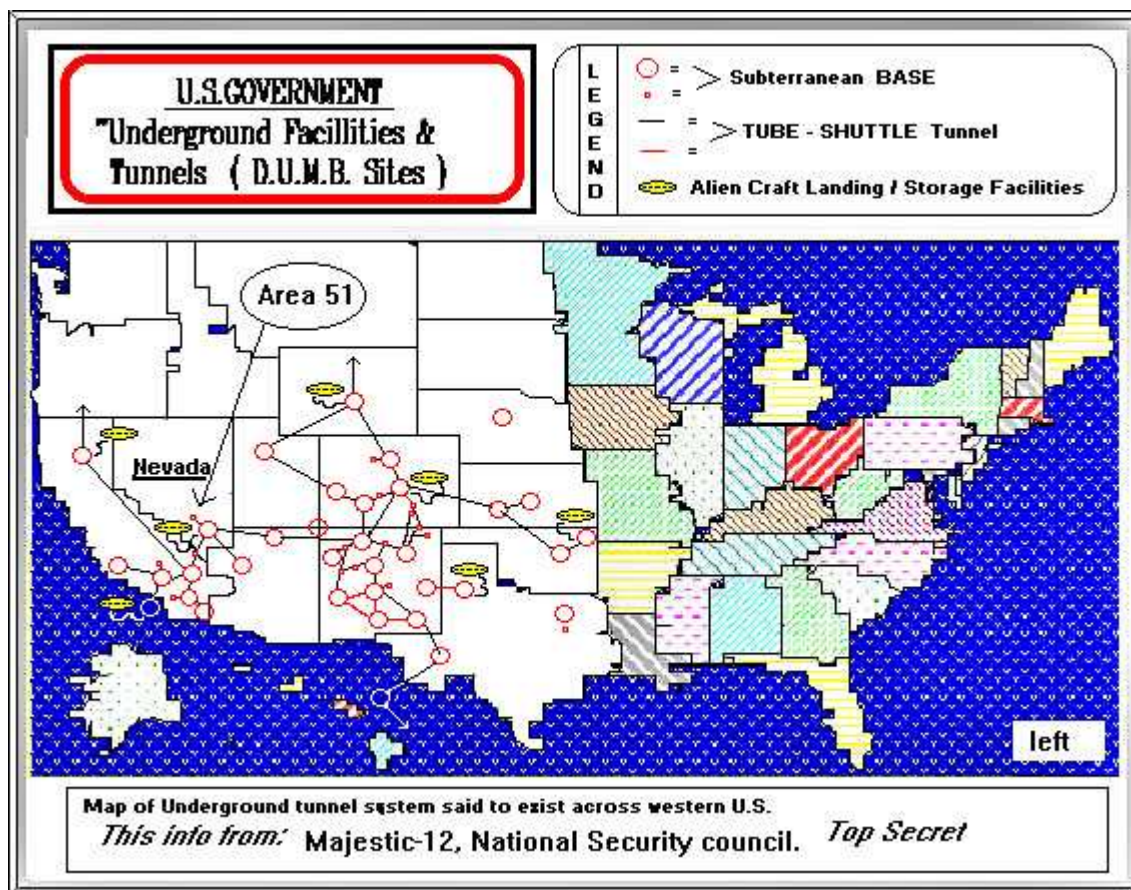 U.S.GOVERNMENT
"Underground Facillities &
Tunnels ( D.U.M.B. Sites )
LEGEND
= Subterranean BASE
=
= TUBE - SHUTTLE Tunnel
=
Alien Craft Landing / Storage Facilities
Area 51
Nevada
left
Map of Underground tunnel system said to exist across western U.S.
This info from: Majestic-12, National Security council. Top Secret